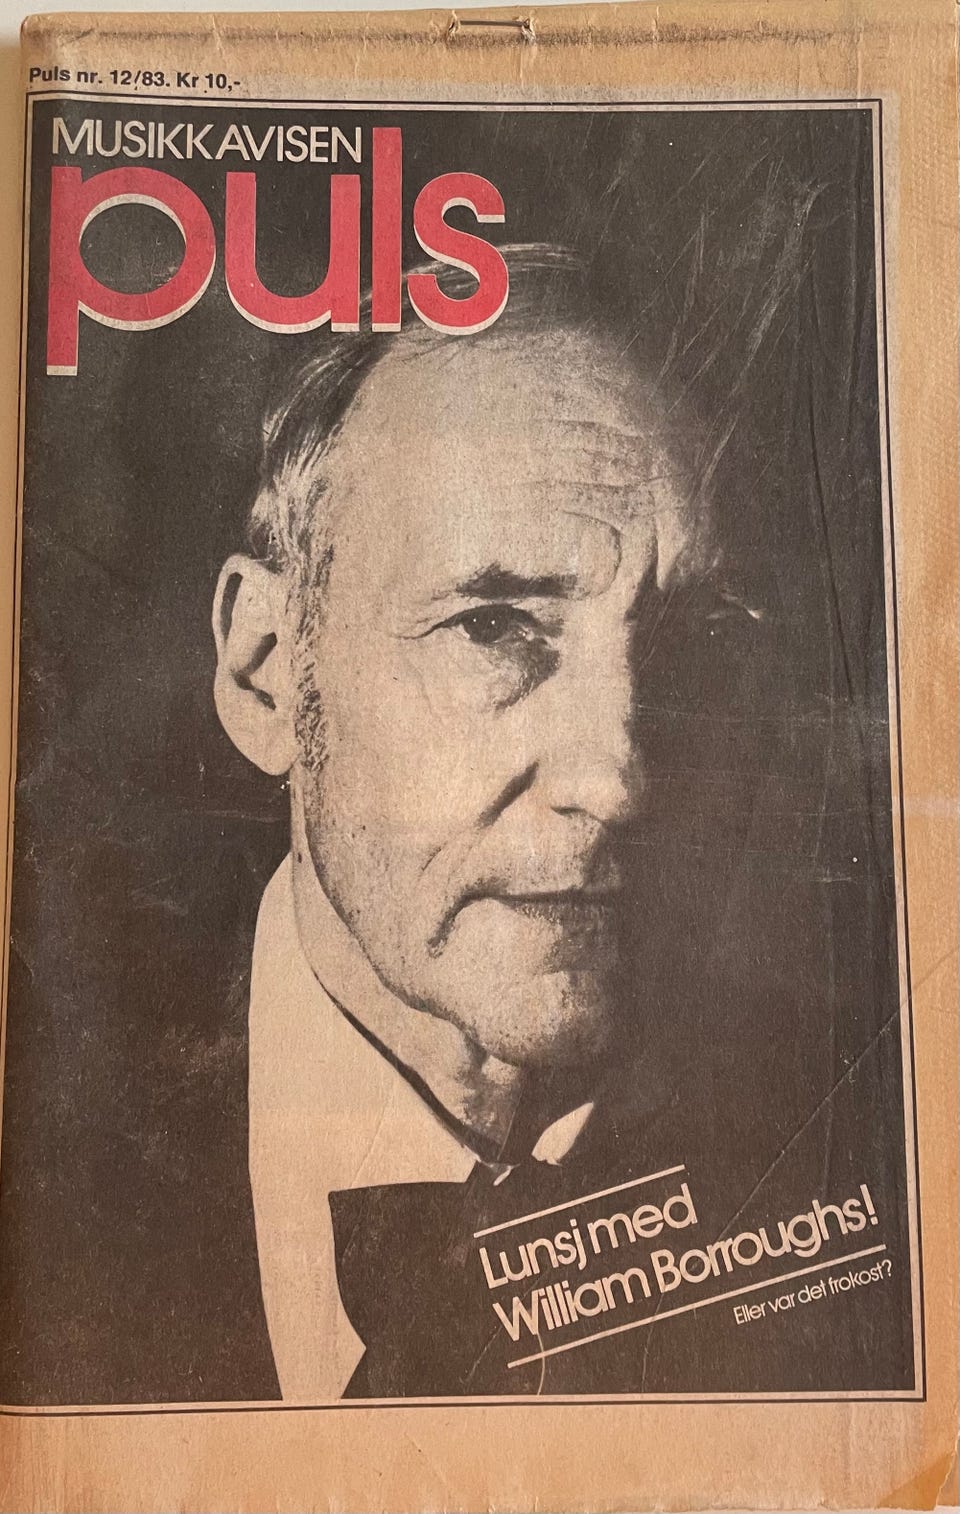 Puls nr. 12/83. Kr 10,-
MUSIKKAVISEN
puls
Lunsj med
William Borroughs!
Eller var det frokost?